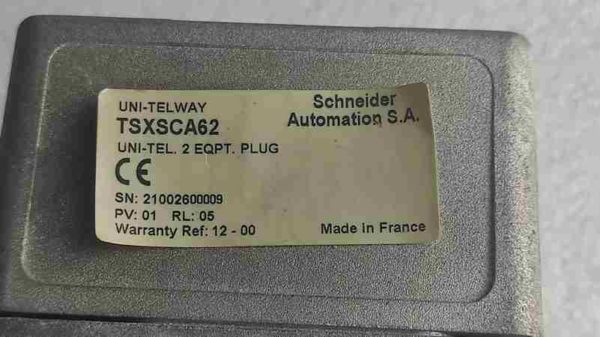 UNI-TELWAY
TSXSCA62
UNI-TEL. 2 EQPT. PLUG
Schneider
Automation S.A.
CE
SN: 21002600009
PV: 01 RL: 05
Warranty Ref: 12 - 00
Made in France